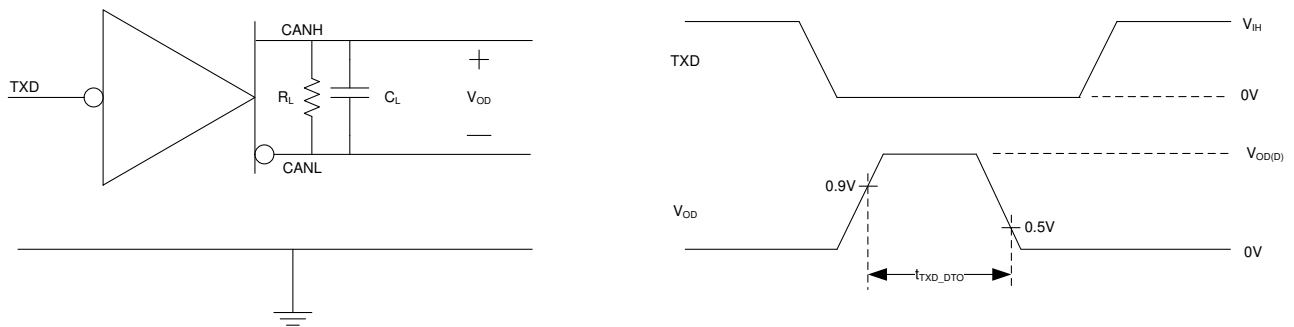 CANH
TXD
R_L
C_L
+
V_OD
—
CANL
V_IH
TXD
0V
V_OD(D)
0.9V
V_OD
0.5V
0V
t_TXD_DTO